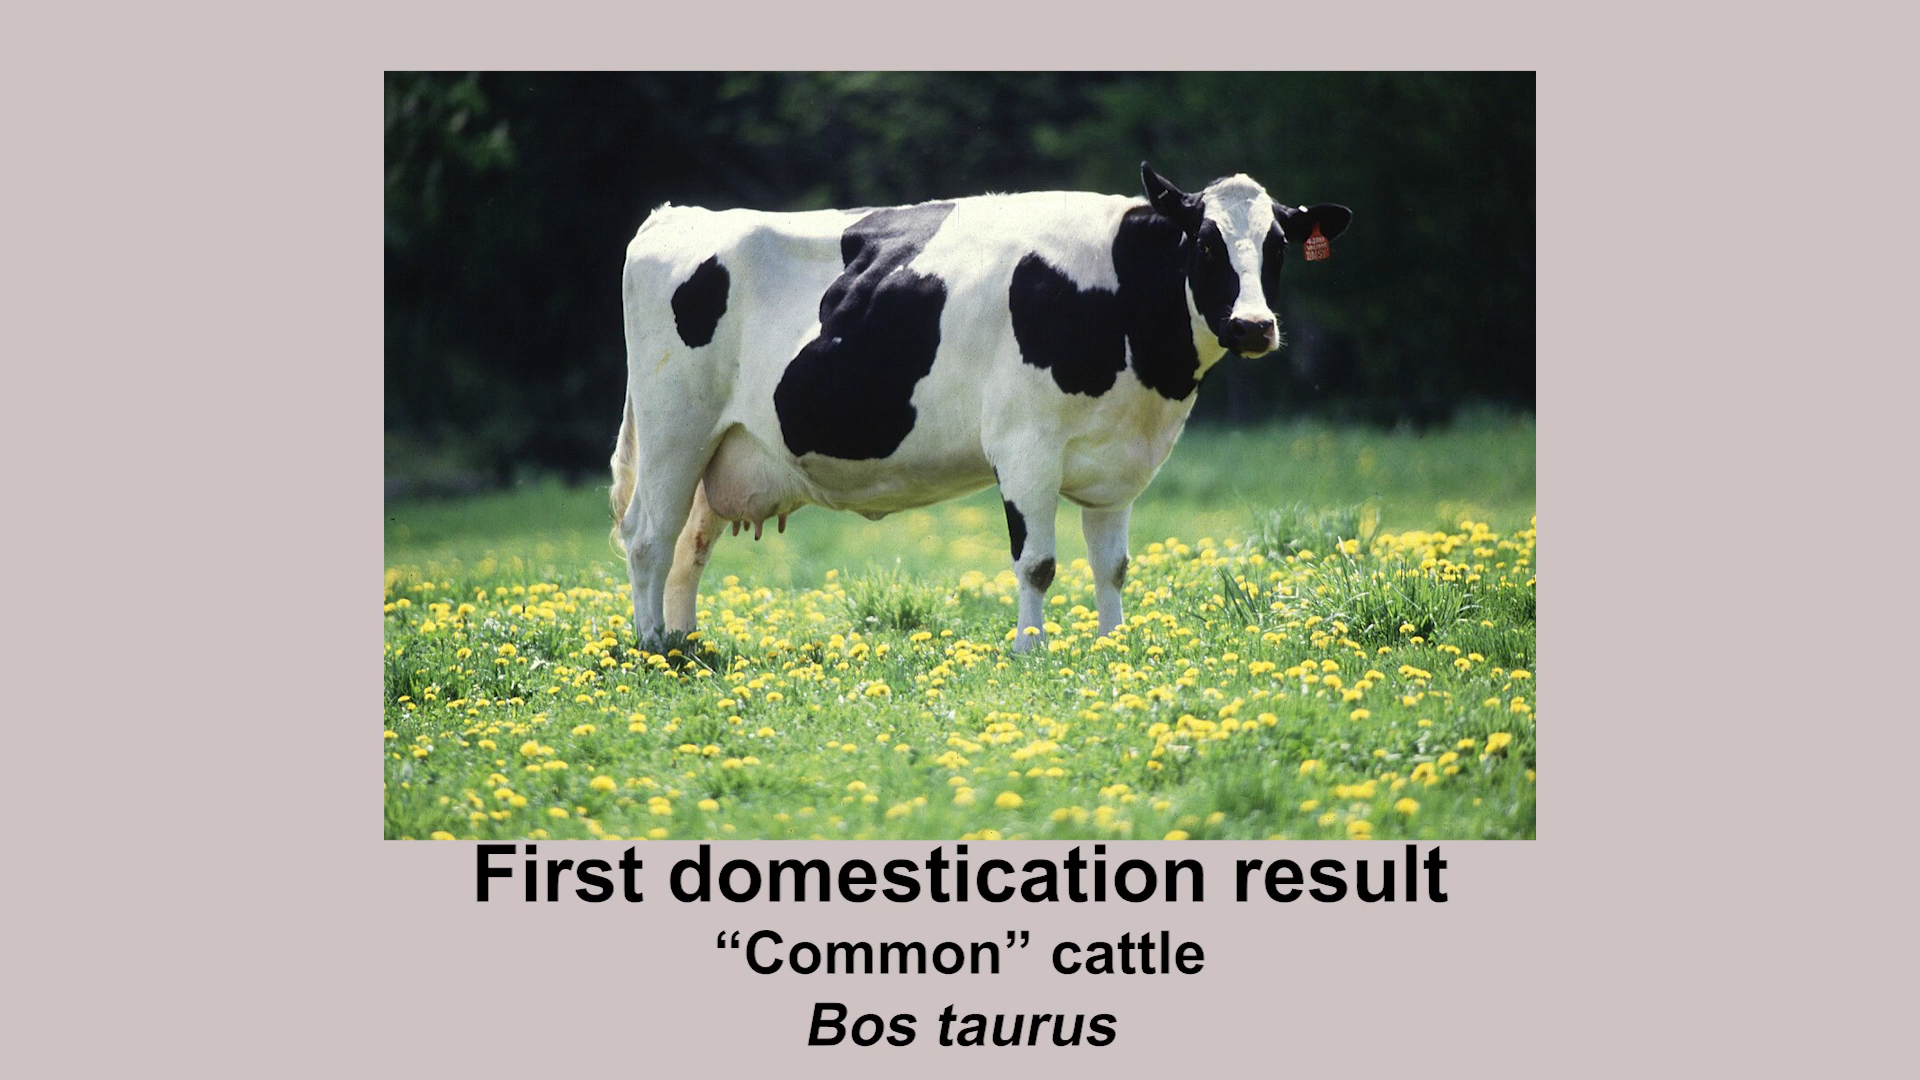 First domestication result
“Common” cattle
Bos taurus